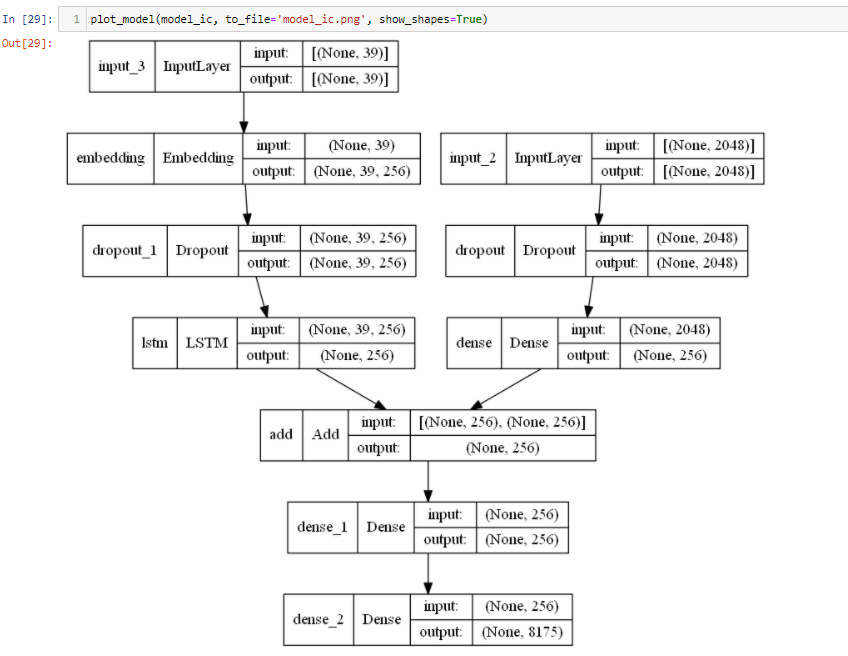 In [29]: 1 plot_model(model_ic, to_file='model_ic.png', show_shapes=True)
Out[29]:
input_3 InputLayer input: [(None, 39)]
output: [(None, 39)]
embedding Embedding input: (None, 39)
output: (None, 39, 256)
input_2 InputLayer input: [(None, 2048)]
output: [(None, 2048)]
dropout_1 Dropout input: (None, 39, 256)
output: (None, 39, 256)
dropout Dropout input: (None, 2048)
output: (None, 2048)
lstm LSTM input: (None, 39, 256)
output: (None, 256)
dense Dense input: (None, 2048)
output: (None, 256)
add Add input: [(None, 256), (None, 256)]
output: (None, 256)
dense_1 Dense input: (None, 256)
output: (None, 256)
dense_2 Dense input: (None, 256)
output: (None, 8175)